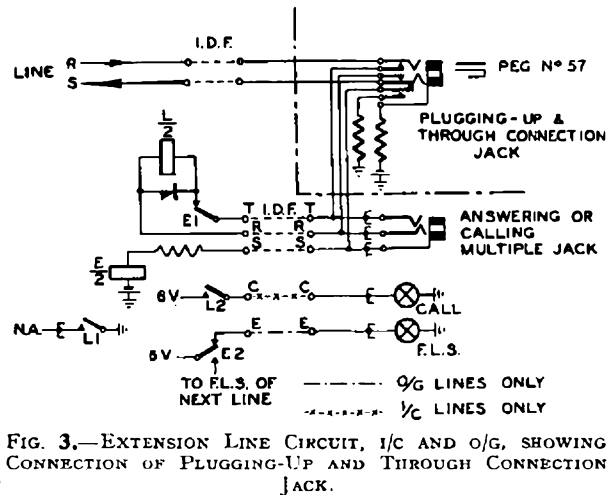 I.D.F.
LINE R
S
PEG Nº 57
PLUGGING-UP &
THROUGH CONNECTION
JACK
L
2
E1
T I.D.F. T
R R
S S
E
2
ANSWERING OR
CALLING
MULTIPLE JACK
6V L2 C C
CALL
N.A. L1
E E
6V E2
F.L.S.
TO F.L.S. OF
NEXT LINE
O/G LINES ONLY
I/C LINES ONLY
FIG. 3.—EXTENSION LINE CIRCUIT, I/C AND O/G, SHOWING
CONNECTION OF PLUGGING-UP AND THROUGH CONNECTION
JACK.